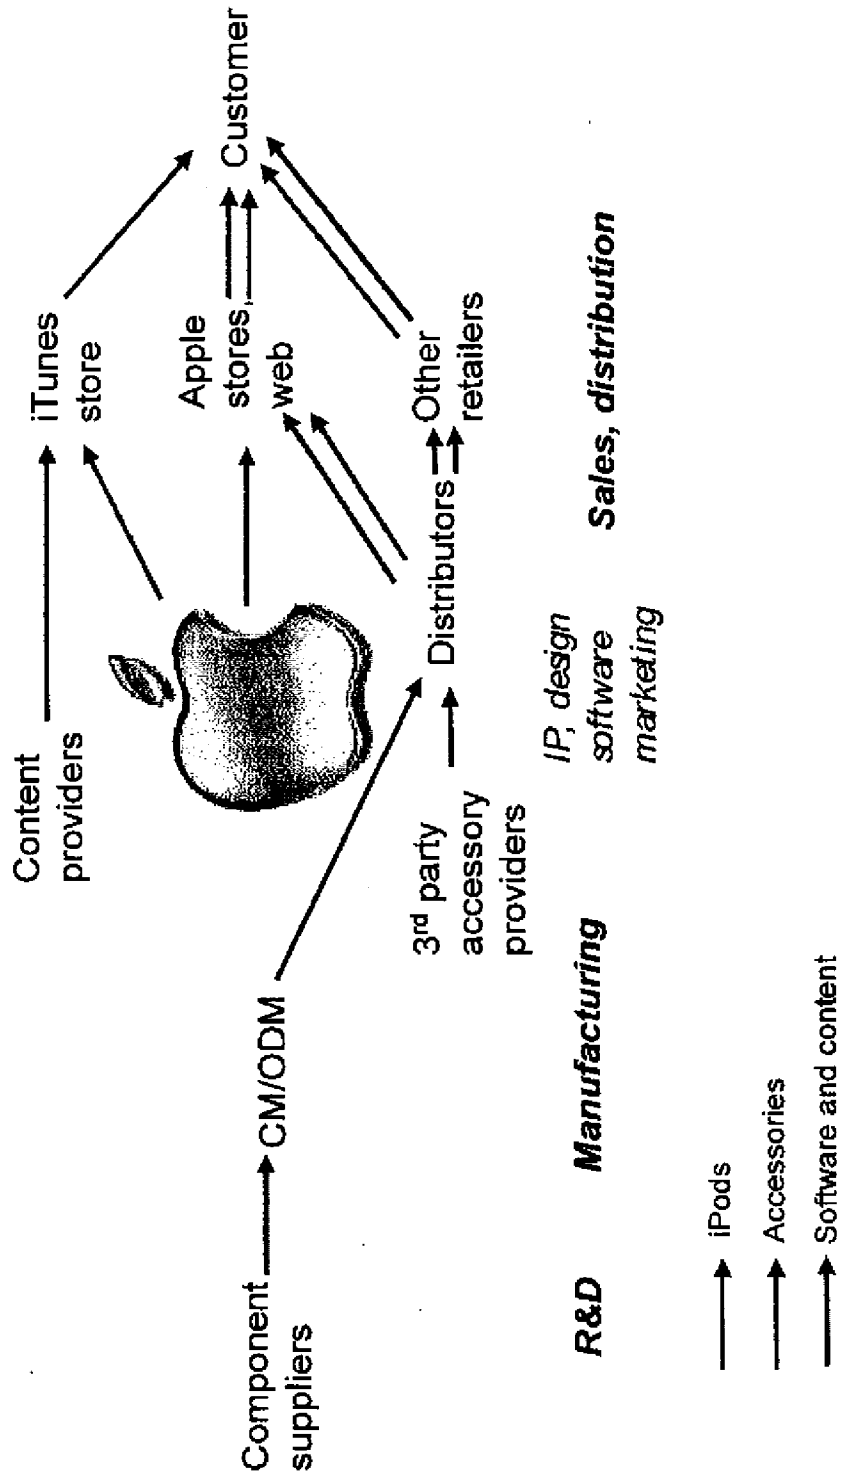 Content
providers
iTunes
store
Component
suppliers
CM/ODM
Apple
stores,
web
Customer
3rd party
accessory
providers
Distributors
Other
retailers
R&D
Manufacturing
IP, design
software
marketing
Sales, distribution
iPods
Accessories
Software and content